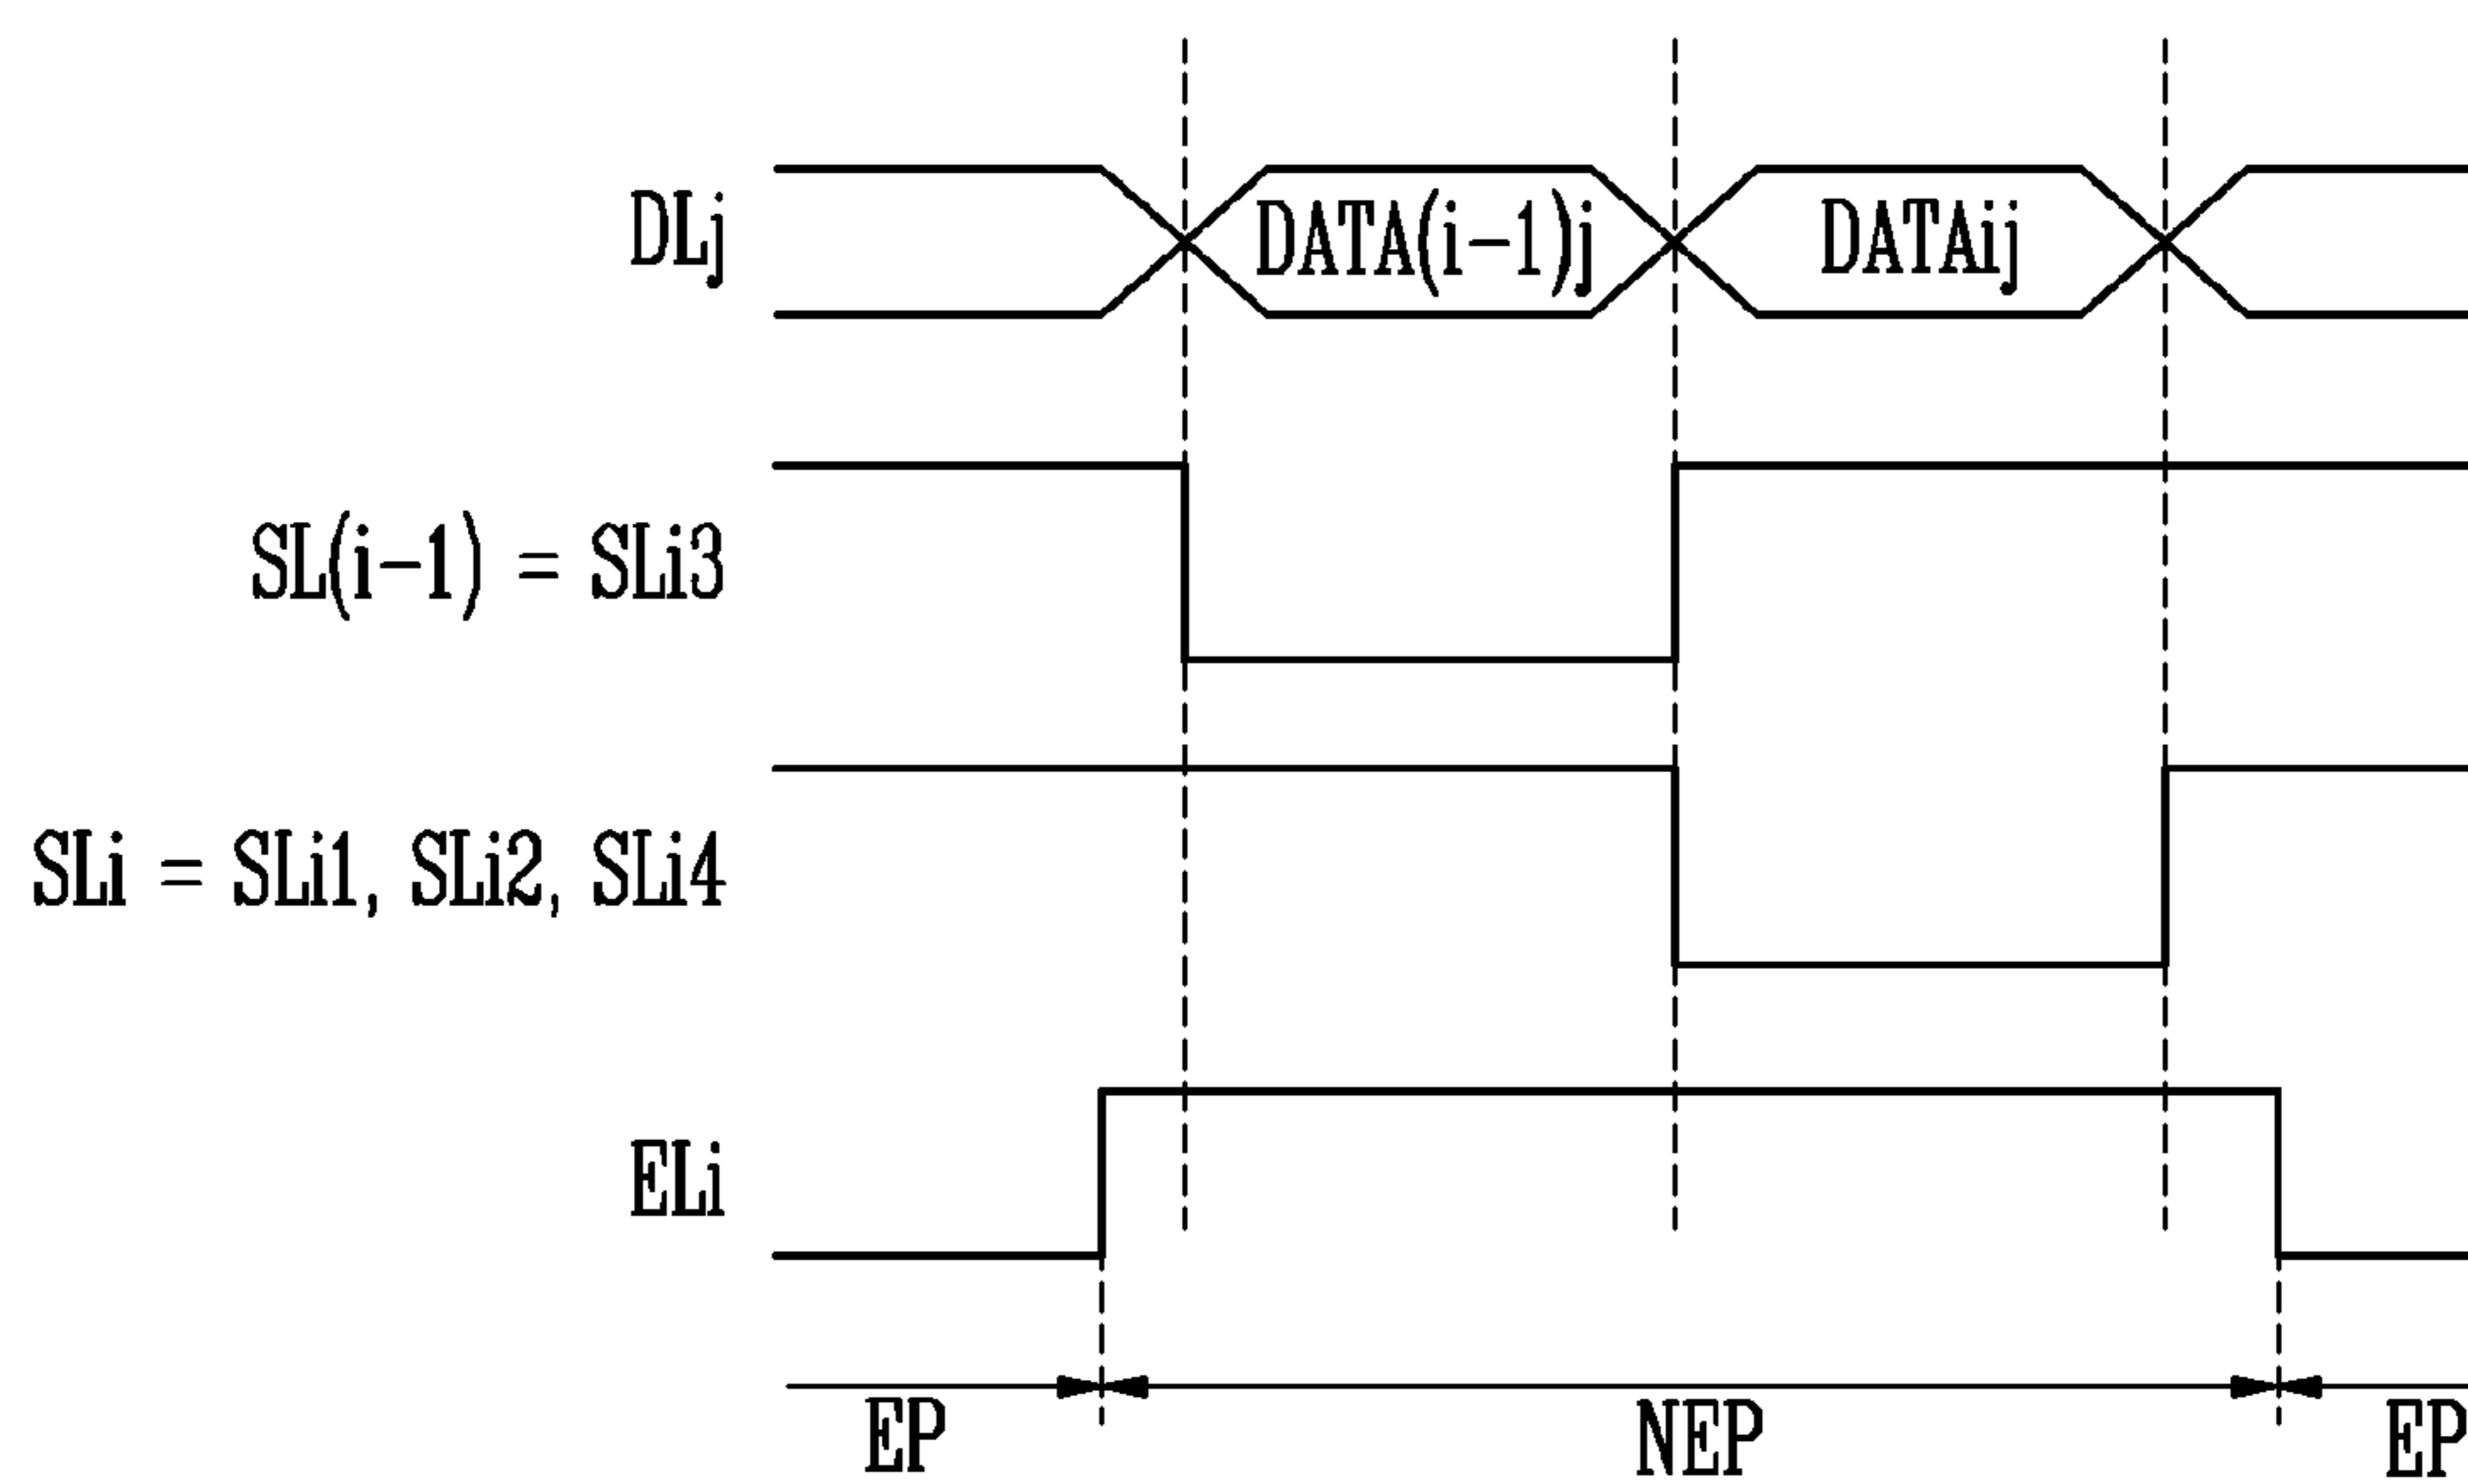 DLj
DATA(i-1)j
DATAij
SL(i-1) = SLi3
SLi = SLi1, SLi2, SLi4
ELi
EP
NEP
EP